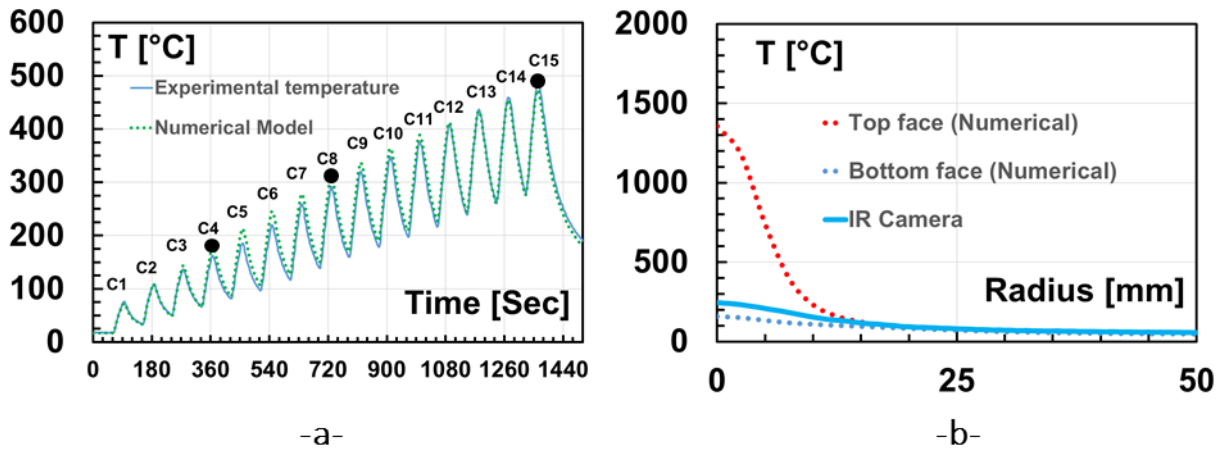 T [°C]
600
500
400
300
200
100
0
Experimental temperature
Numerical Model
C1
C2
C3
C4
C5
C6
C7
C8
C9
C10
C11
C12
C13
C14
C15
Time [Sec]
0 180 360 540 720 900 1080 1260 1440
-a-
T [°C]
2000
1500
1000
500
0
Top face (Numerical)
Bottom face (Numerical)
IR Camera
Radius [mm]
0 25 50
-b-